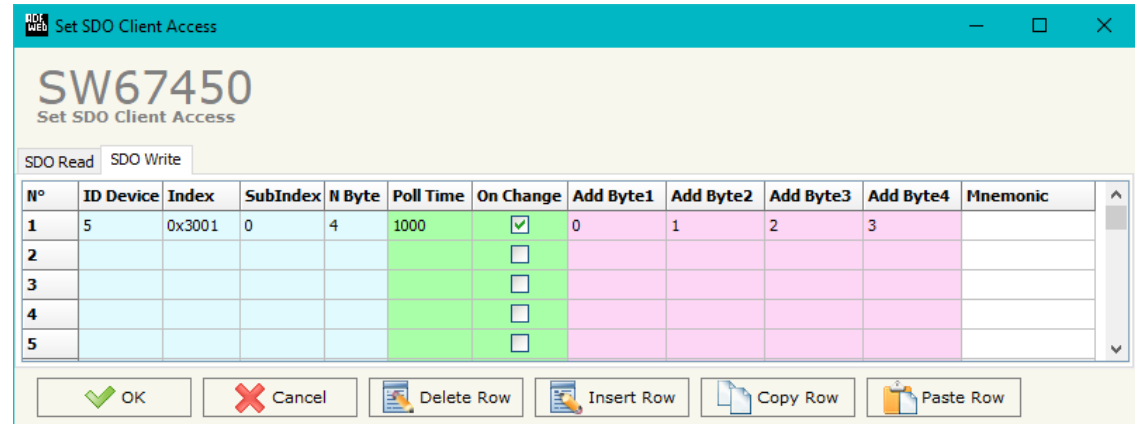 ADF
web Set SDO Client Access
SW67450
Set SDO Client Access
SDO Read SDO Write
N° ID Device Index SubIndex N Byte Poll Time On Change Add Byte1 Add Byte2 Add Byte3 Add Byte4 Mnemonic
1 5 0x3001 0 4 1000 0 1 2 3
2
3
4
5
OK Cancel Delete Row Insert Row Copy Row Paste Row